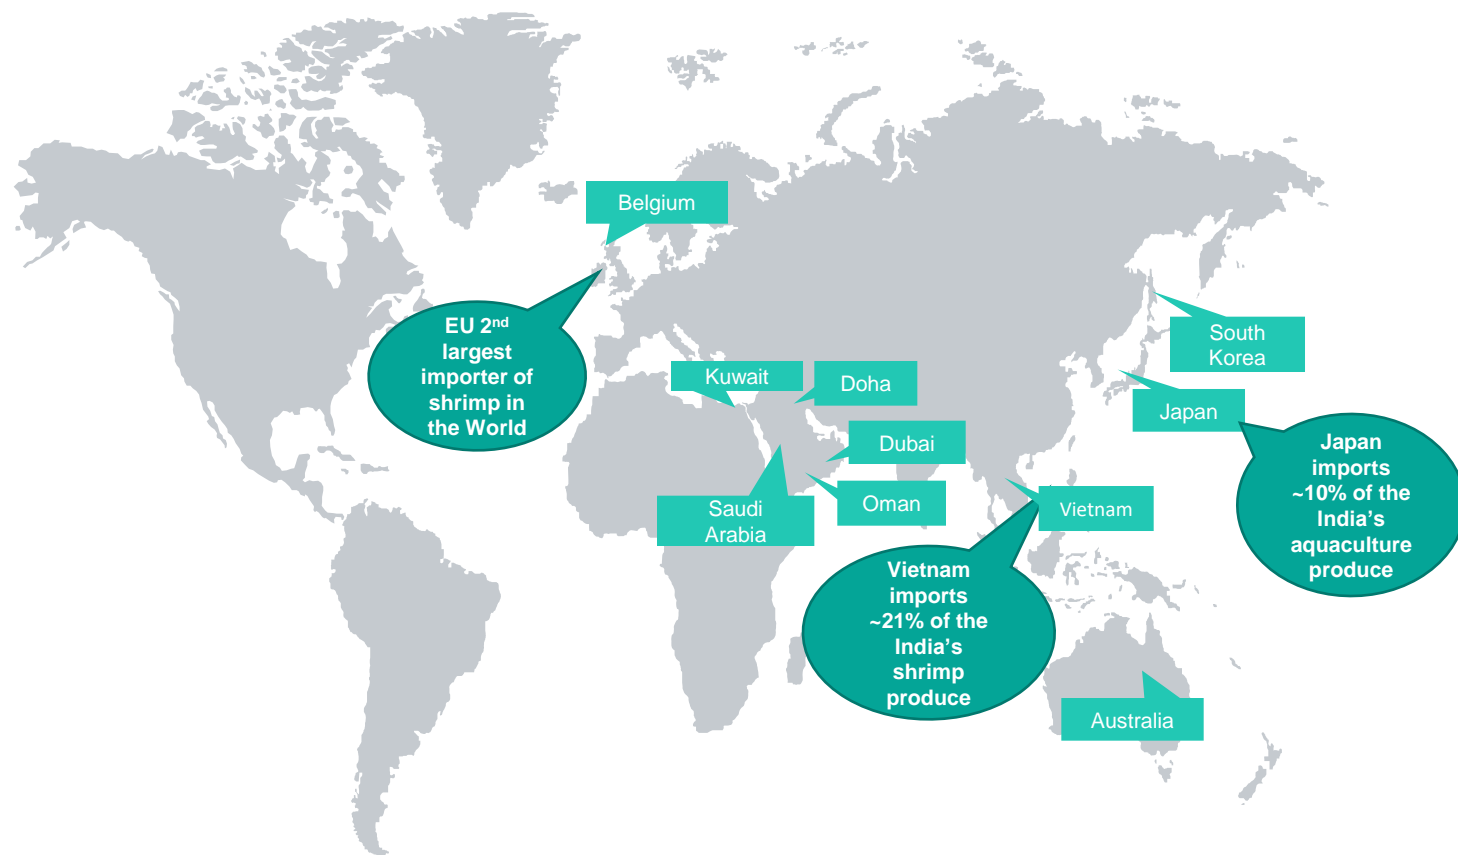 Belgium
EU 2nd
largest
importer of
shrimp in
the World
South
Korea
Kuwait
Doha
Japan
Dubai
Japan
imports
~10% of the
India’s
aquaculture
produce
Saudi
Arabia
Oman
Vietnam
Vietnam
imports
~21% of the
India’s
shrimp
produce
Australia